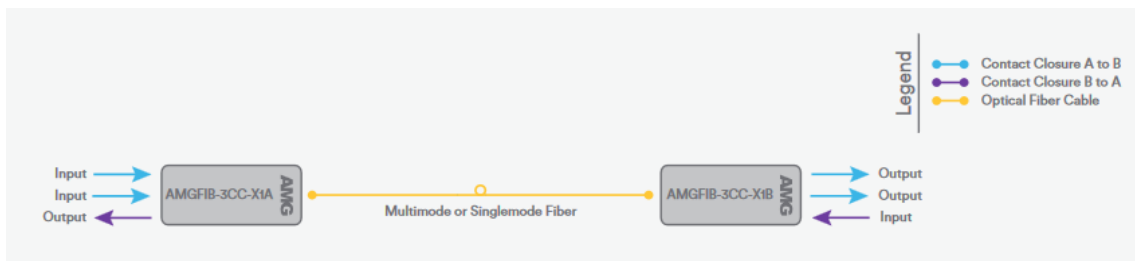 Legend
Contact Closure A to B
Contact Closure B to A
Optical Fiber Cable
Input
Input
Output
AMGFIB-3CC-X1A
AMG
Multimode or Singlemode Fiber
AMGFIB-3CC-X1B
AMG
Output
Output
Input